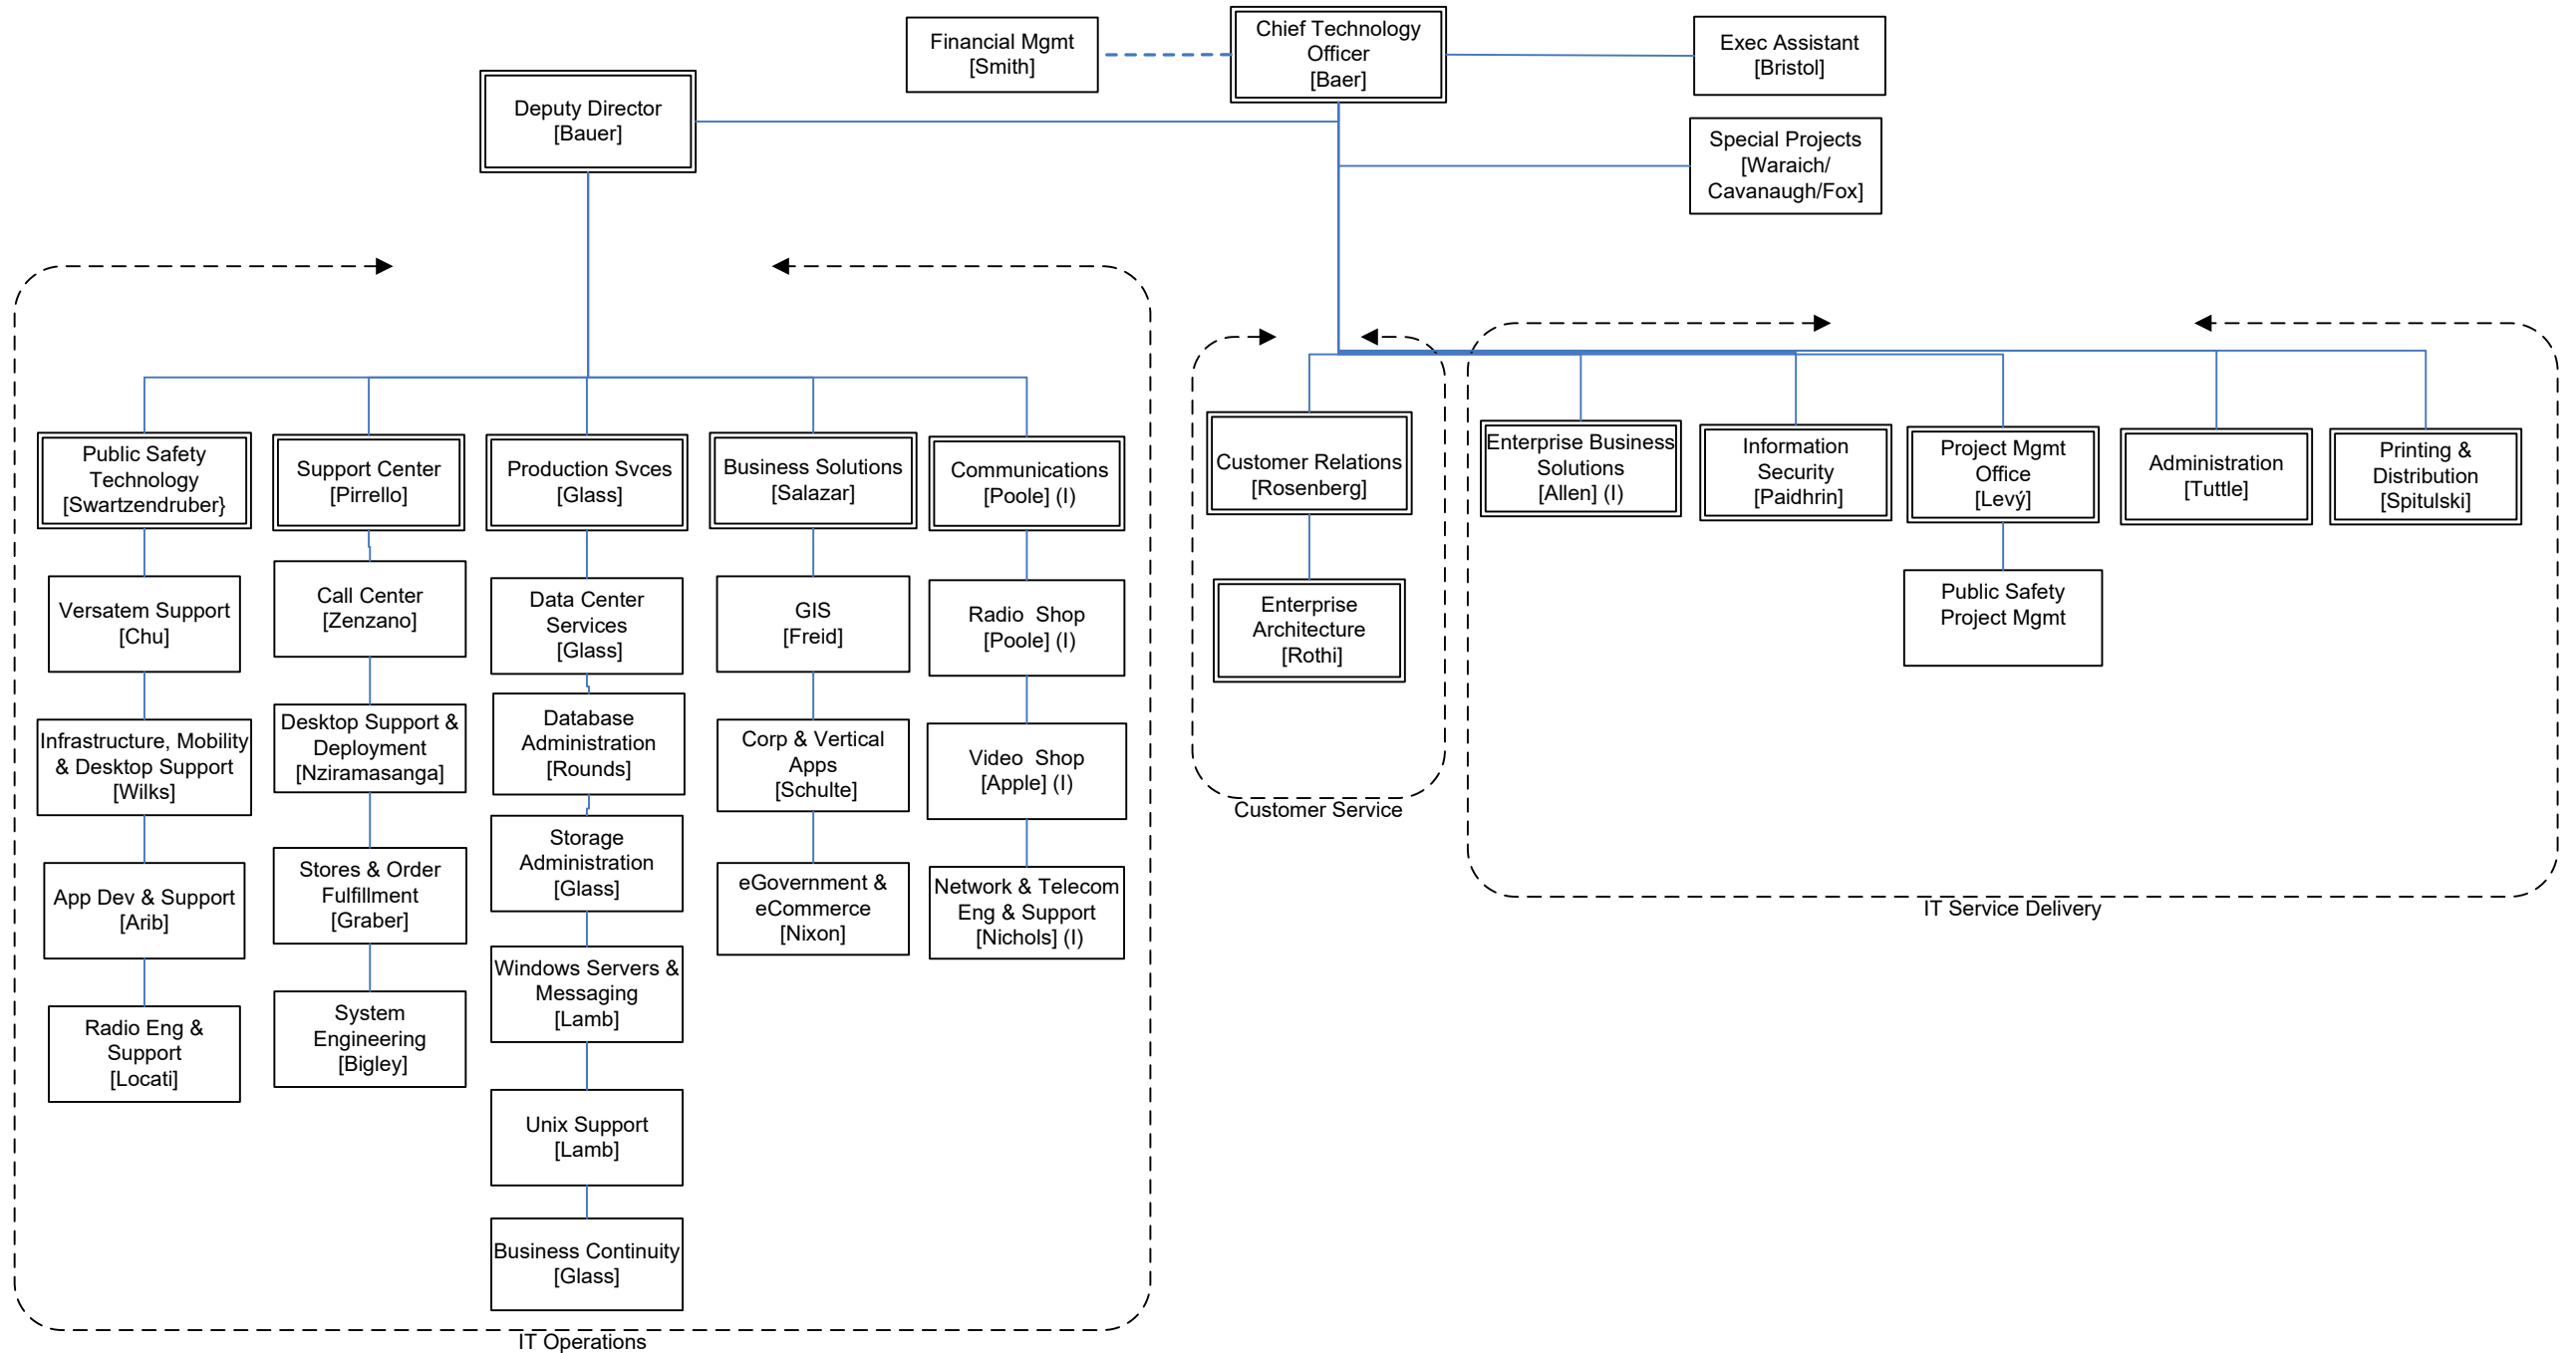 Financial Mgmt
[Smith]
Chief Technology
Officer
[Baer]
Exec Assistant
[Bristol]
Deputy Director
[Bauer]
Special Projects
[Waraich/
Cavanaugh/Fox]
Public Safety
Technology
[Swartzendruber}
Support Center
[Pirrello]
Production Svces
[Glass]
Business Solutions
[Salazar]
Communications
[Poole] (I)
Customer Relations
[Rosenberg]
Enterprise Business
Solutions
[Allen] (I)
Information
Security
[Paidhrin]
Project Mgmt
Office
[Levý]
Administration
[Tuttle]
Printing &
Distribution
[Spitulski]
Versatem Support
[Chu]
Call Center
[Zenzano]
Data Center
Services
[Glass]
GIS
[Freid]
Radio  Shop
[Poole] (I)
Enterprise
Architecture
[Rothi]
Public Safety
Project Mgmt
Infrastructure, Mobility
& Desktop Support
[Wilks]
Desktop Support &
Deployment
[Nziramasanga]
Database
Administration
[Rounds]
Corp & Vertical
Apps
[Schulte]
Video  Shop
[Apple] (I)
Customer Service
App Dev & Support
[Arib]
Stores & Order
Fulfillment
[Graber]
Storage
Administration
[Glass]
eGovernment &
eCommerce
[Nixon]
Network & Telecom
Eng & Support
[Nichols] (I)
IT Service Delivery
Radio Eng &
Support
[Locati]
System
Engineering
[Bigley]
Windows Servers &
Messaging
[Lamb]
Unix Support
[Lamb]
Business Continuity
[Glass]
IT Operations